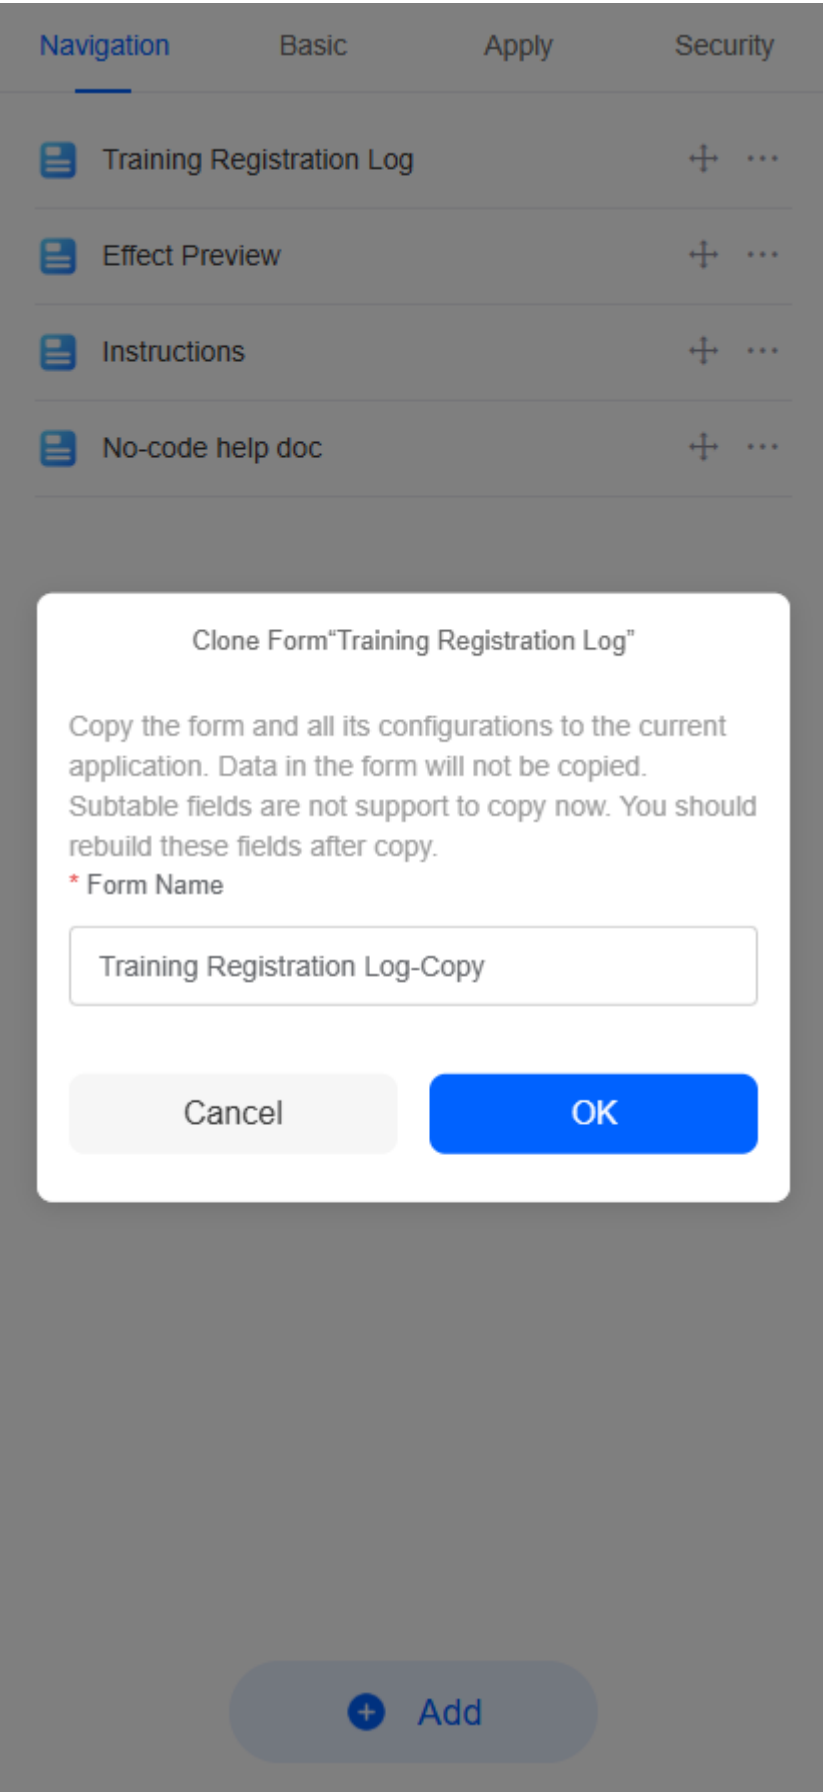 Navigation Basic Apply Security
Training Registration Log
Effect Preview
Instructions
No-code help doc
Clone Form“Training Registration Log”
Copy the form and all its configurations to the current
application. Data in the form will not be copied.
Subtable fields are not support to copy now. You should
rebuild these fields after copy.
* Form Name
Training Registration Log-Copy
Cancel OK
Add